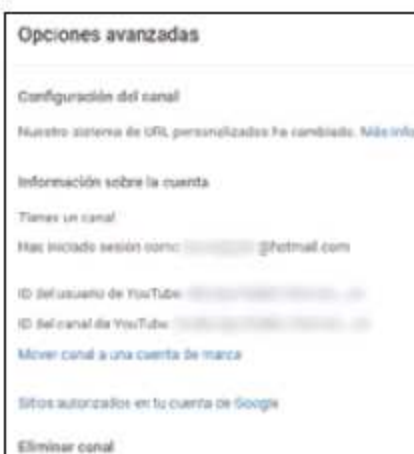 Opciones avanzadas
Configuración del canal
Nuestro sistema de URL personalizadas ha cambiado. Más info
Información sobre la cuenta
Tienes un canal
Has iniciado sesión como @hotmail.com
ID del usuario de YouTube:
ID del canal de YouTube:
Mover canal a una cuenta de marca
Sitios autorizados en tu cuenta de Google
Eliminar canal